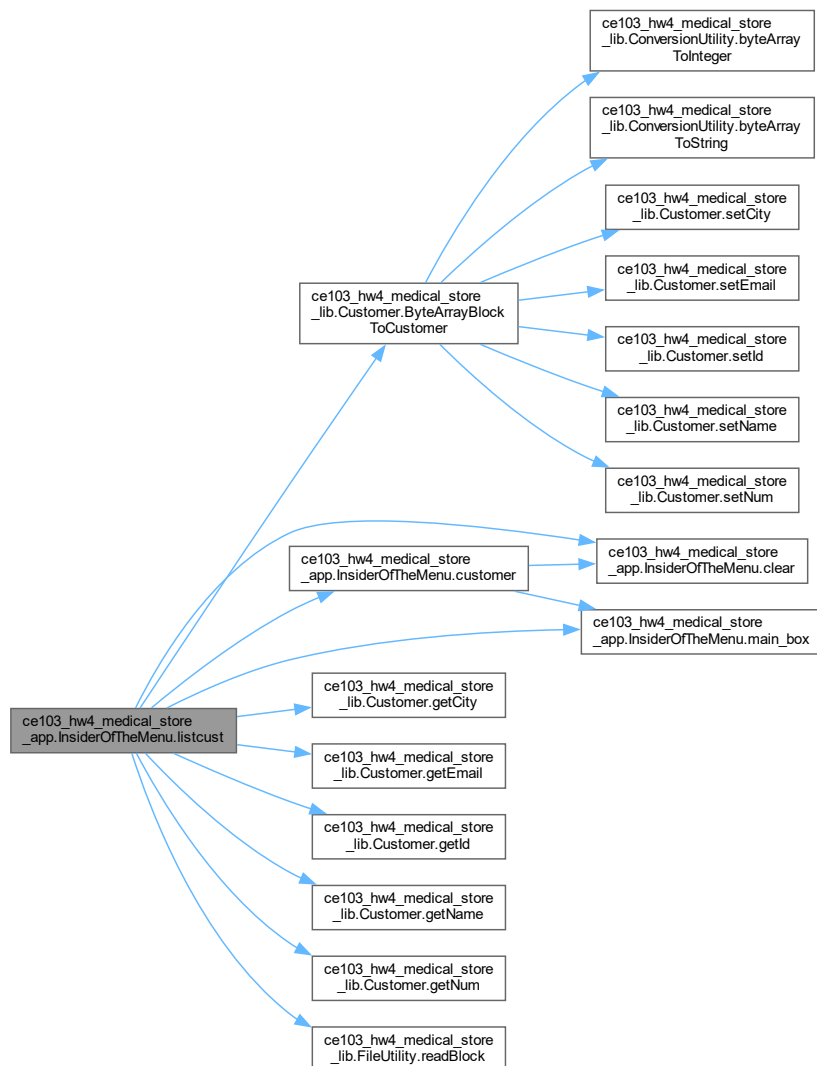 ce103_hw4_medical_store
_lib.ConversionUtility.byteArray
ToInteger
ce103_hw4_medical_store
_lib.ConversionUtility.byteArray
ToString
ce103_hw4_medical_store
_lib.Customer.setCity
ce103_hw4_medical_store
_lib.Customer.setEmail
ce103_hw4_medical_store
_lib.Customer.ByteArrayBlock
ToCustomer
ce103_hw4_medical_store
_lib.Customer.setId
ce103_hw4_medical_store
_lib.Customer.setName
ce103_hw4_medical_store
_lib.Customer.setNum
ce103_hw4_medical_store
_app.InsiderOfTheMenu.customer
ce103_hw4_medical_store
_app.InsiderOfTheMenu.clear
ce103_hw4_medical_store
_app.InsiderOfTheMenu.main_box
ce103_hw4_medical_store
_lib.Customer.getCity
ce103_hw4_medical_store
_app.InsiderOfTheMenu.listcust
ce103_hw4_medical_store
_lib.Customer.getEmail
ce103_hw4_medical_store
_lib.Customer.getId
ce103_hw4_medical_store
_lib.Customer.getName
ce103_hw4_medical_store
_lib.Customer.getNum
ce103_hw4_medical_store
_lib.FileUtility.readBlock